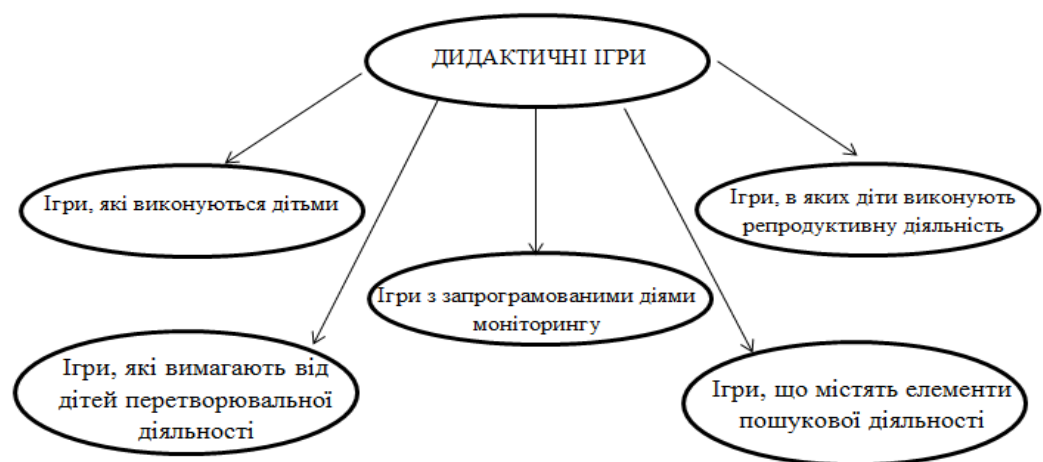 ДИДАКТИЧНІ ІГРИ
Ігри, які виконуються дітьми
Ігри, в яких діти виконують
репродуктивну діяльність
Ігри з запрограмованими діями
моніторингу
Ігри, які вимагають від
дітей перетворювальної
діяльності
Ігри, що містять елементи
пошукової діяльності